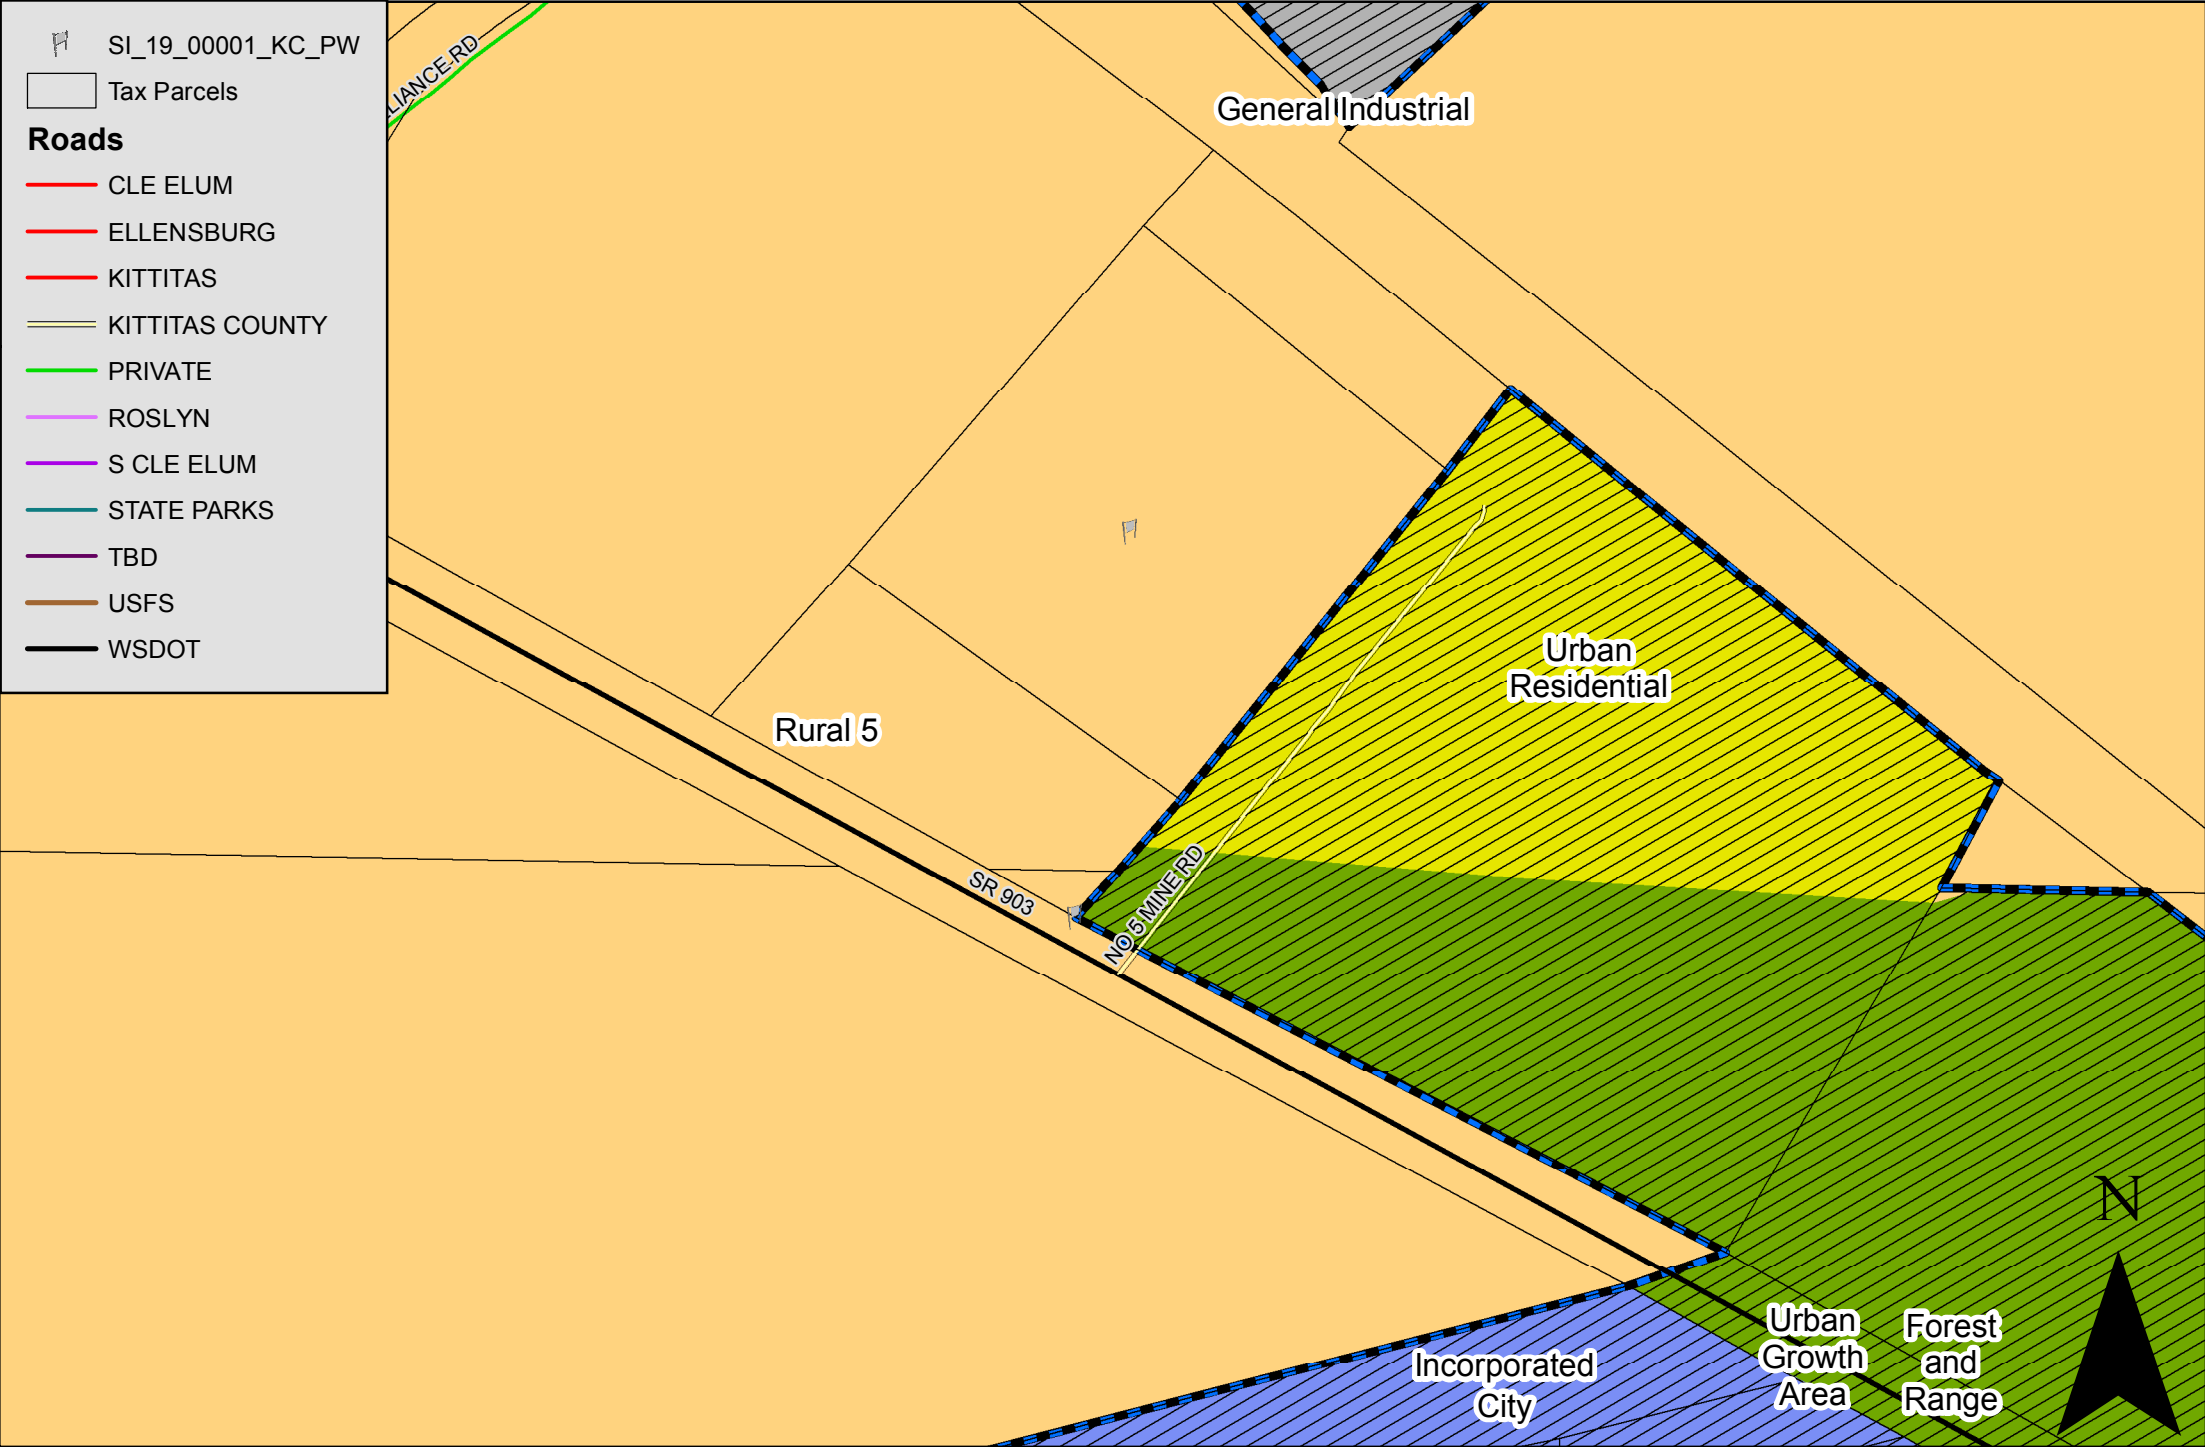 SI_19_00001_KC_PW
Tax Parcels
Roads
CLE ELUM
ELLENSBURG
KITTITAS
KITTITAS COUNTY
PRIVATE
ROSLYN
S CLE ELUM
STATE PARKS
TBD
USFS
WSDOT
LIANCE RD
General Industrial
Urban
Residential
Rural 5
SR 903
NO 5 MINE RD
N
Incorporated
City
Urban
Growth
Area
Forest
and
Range